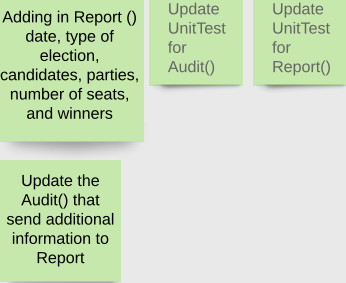 Adding in Report ()
date, type of
election,
candidates, parties,
number of seats,
and winners
Update
UnitTest
for
Audit()
Update
UnitTest
for
Report()
Update the
Audit() that
send additional
information to
Report